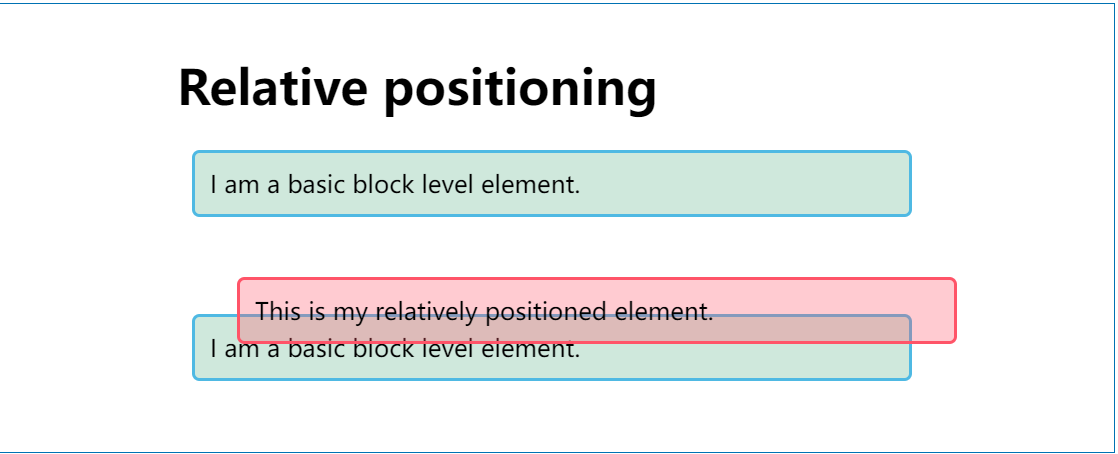 Relative positioning
I am a basic block level element.
This is my relatively positioned element.
I am a basic block level element.